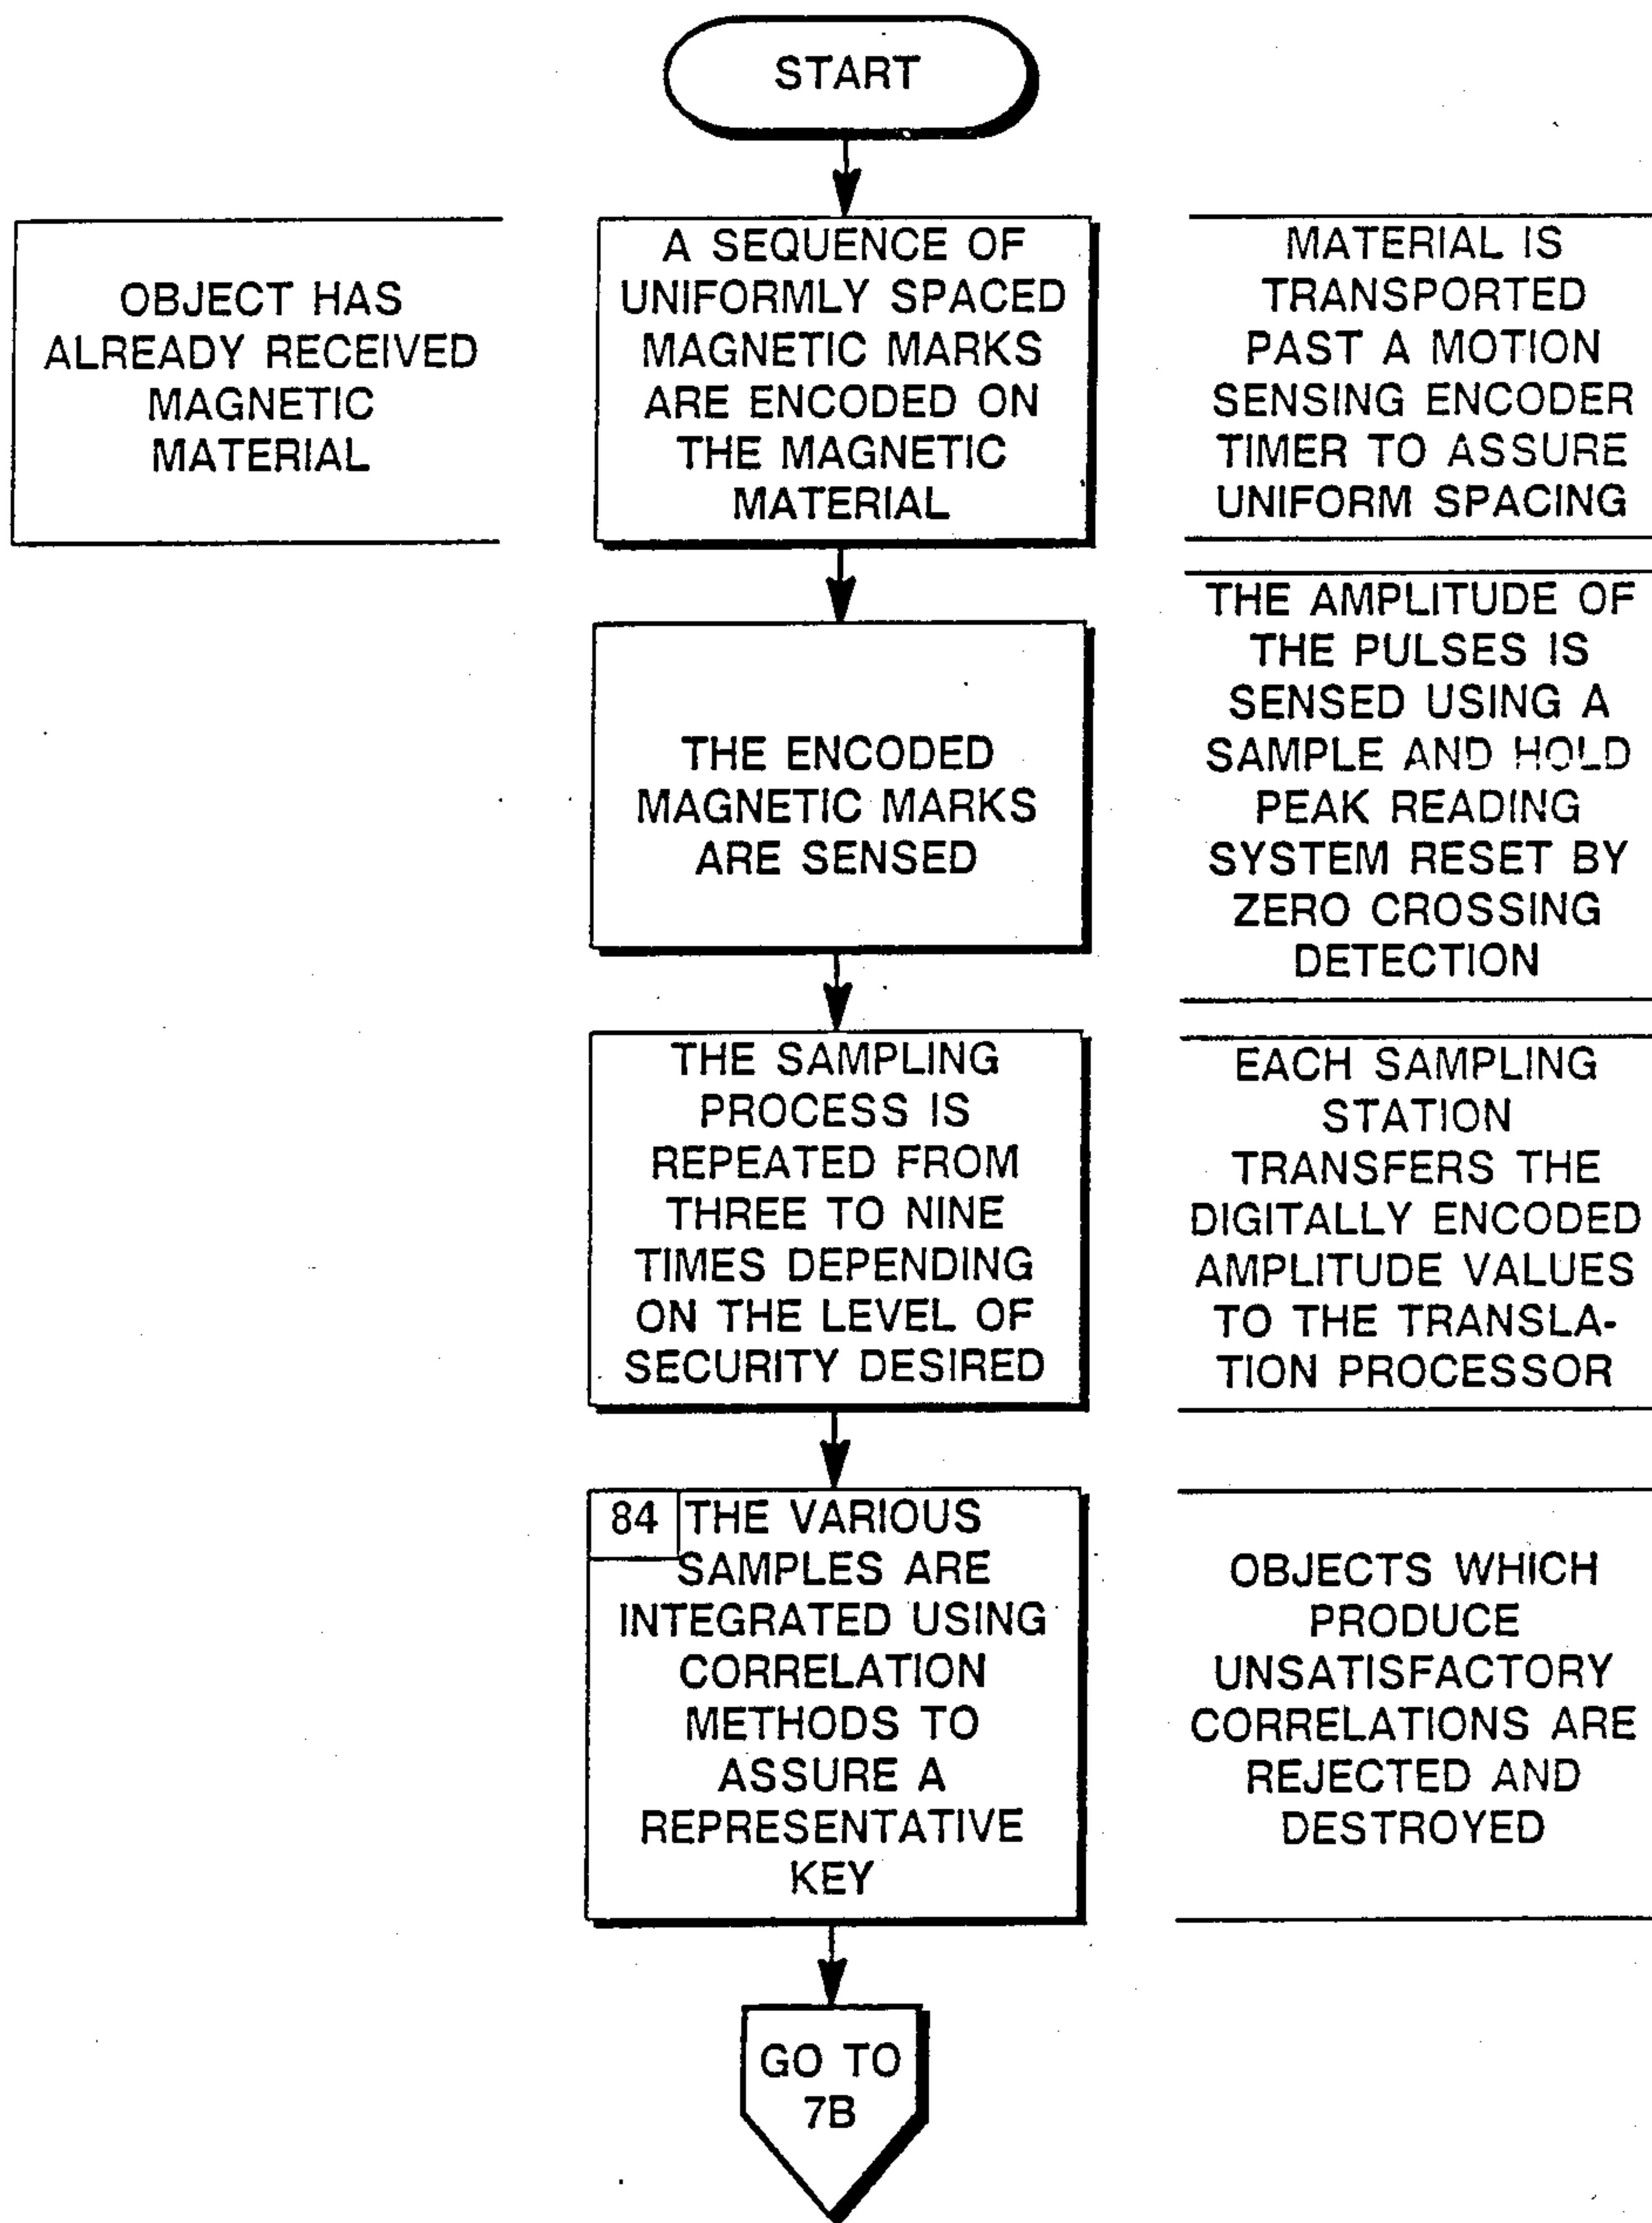 START
OBJECT HAS
ALREADY RECEIVED
MAGNETIC
MATERIAL
A SEQUENCE OF
UNIFORMLY SPACED
MAGNETIC MARKS
ARE ENCODED ON
THE MAGNETIC
MATERIAL
MATERIAL IS
TRANSPORTED
PAST A MOTION
SENSING ENCODER
TIMER TO ASSURE
UNIFORM SPACING
THE ENCODED
MAGNETIC MARKS
ARE SENSED
THE AMPLITUDE OF
THE PULSES IS
SENSED USING A
SAMPLE AND HOLD
PEAK READING
SYSTEM RESET BY
ZERO CROSSING
DETECTION
THE SAMPLING
PROCESS IS
REPEATED FROM
THREE TO NINE
TIMES DEPENDING
ON THE LEVEL OF
SECURITY DESIRED
EACH SAMPLING
STATION
TRANSFERS THE
DIGITALLY ENCODED
AMPLITUDE VALUES
TO THE TRANSLA-
TION PROCESSOR
84 THE VARIOUS
SAMPLES ARE
INTEGRATED USING
CORRELATION
METHODS TO
ASSURE A
REPRESENTATIVE
KEY
OBJECTS WHICH
PRODUCE
UNSATISFACTORY
CORRELATIONS ARE
REJECTED AND
DESTROYED
GO TO
7B